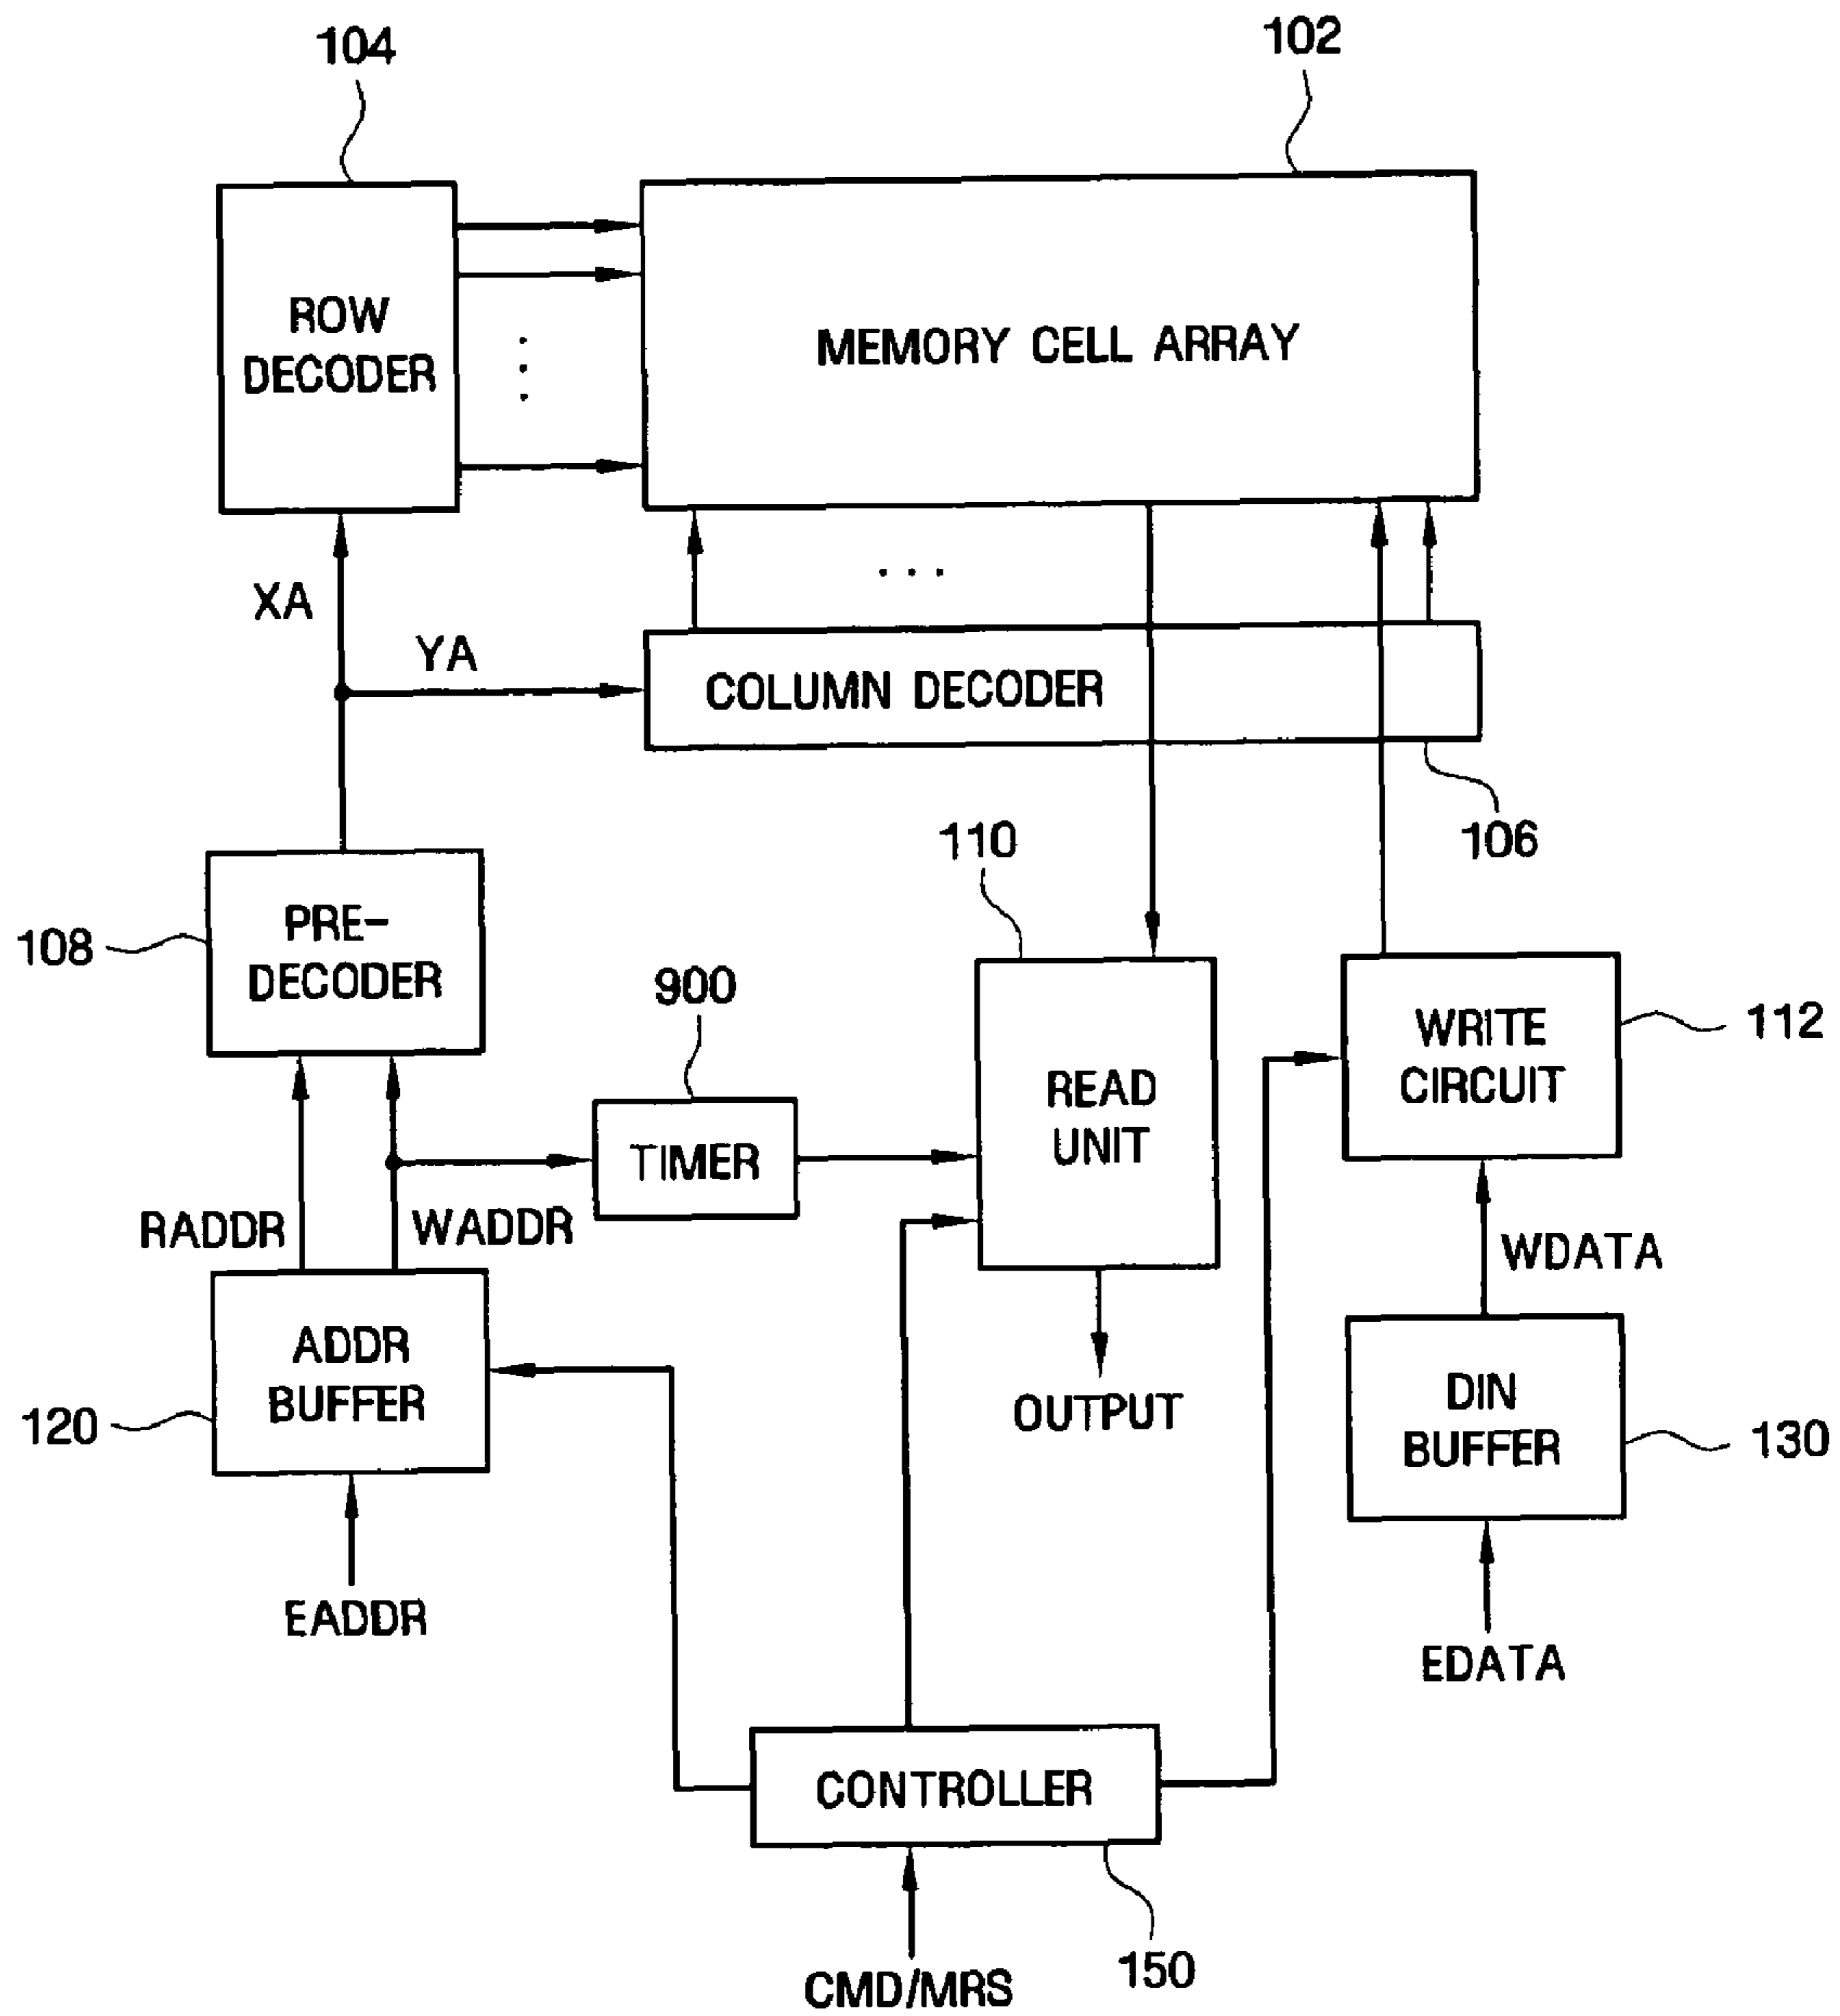 104
102
ROW
DECODER
MEMORY CELL ARRAY
XA
YA
COLUMN DECODER
106
110
PRE-
DECODER
108
900
WRITE
CIRCUIT
112
READ
UNIT
TIMER
RADDR
WADDR
WDATA
ADDR
BUFFER
120
OUTPUT
DIN
BUFFER
130
EADDR
EDATA
CONTROLLER
150
CMD/MRS